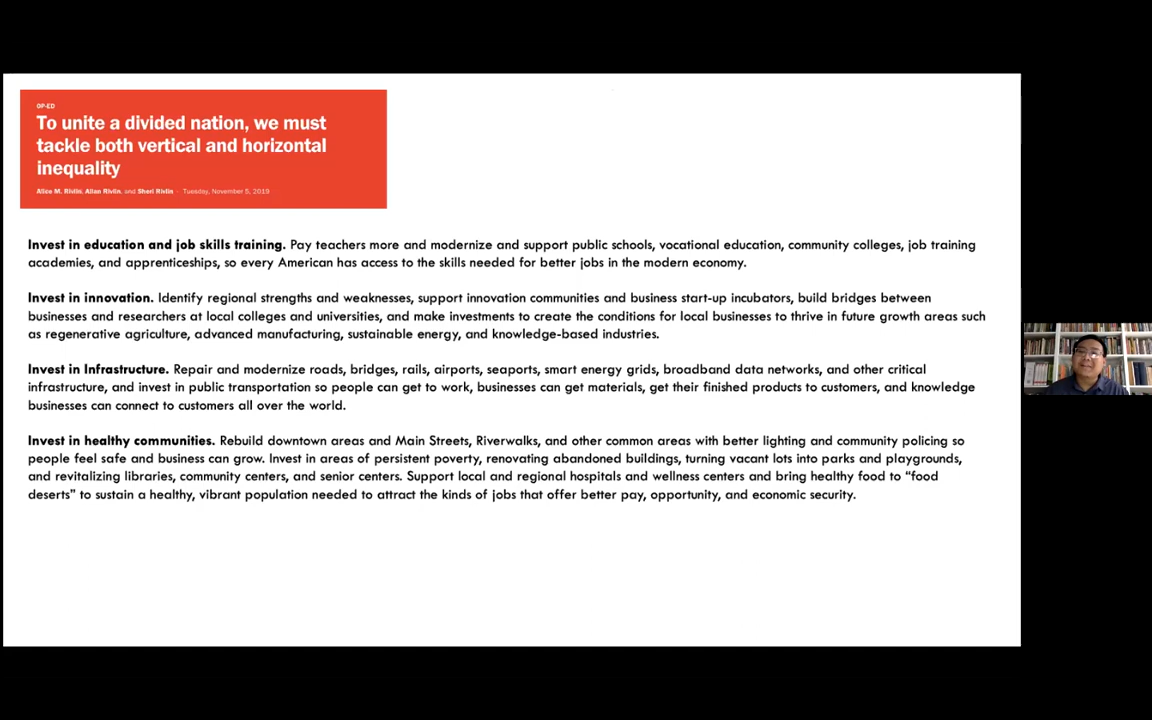 OP-ED
To unite a divided nation, we must
tackle both vertical and horizontal
inequality
Alice M. Rivlin, Allan Rivlin, and Sheri Rivlin · Tuesday, November 5, 2019
Invest in education and job skills training. Pay teachers more and modernize and support public schools, vocational education, community colleges, job training
academies, and apprenticeships, so every American has access to the skills needed for better jobs in the modern economy.
Invest in innovation. Identify regional strengths and weaknesses, support innovation communities and business start-up incubators, build bridges between
businesses and researchers at local colleges and universities, and make investments to create the conditions for local businesses to thrive in future growth areas such
as regenerative agriculture, advanced manufacturing, sustainable energy, and knowledge-based industries.
Invest in Infrastructure. Repair and modernize roads, bridges, rails, airports, seaports, smart energy grids, broadband data networks, and other critical
infrastructure, and invest in public transportation so people can get to work, businesses can get materials, get their finished products to customers, and knowledge
businesses can connect to customers all over the world.
Invest in healthy communities. Rebuild downtown areas and Main Streets, Riverwalks, and other common areas with better lighting and community policing so
people feel safe and business can grow. Invest in areas of persistent poverty, renovating abandoned buildings, turning vacant lots into parks and playgrounds,
and revitalizing libraries, community centers, and senior centers. Support local and regional hospitals and wellness centers and bring healthy food to “food
deserts” to sustain a healthy, vibrant population needed to attract the kinds of jobs that offer better pay, opportunity, and economic security.